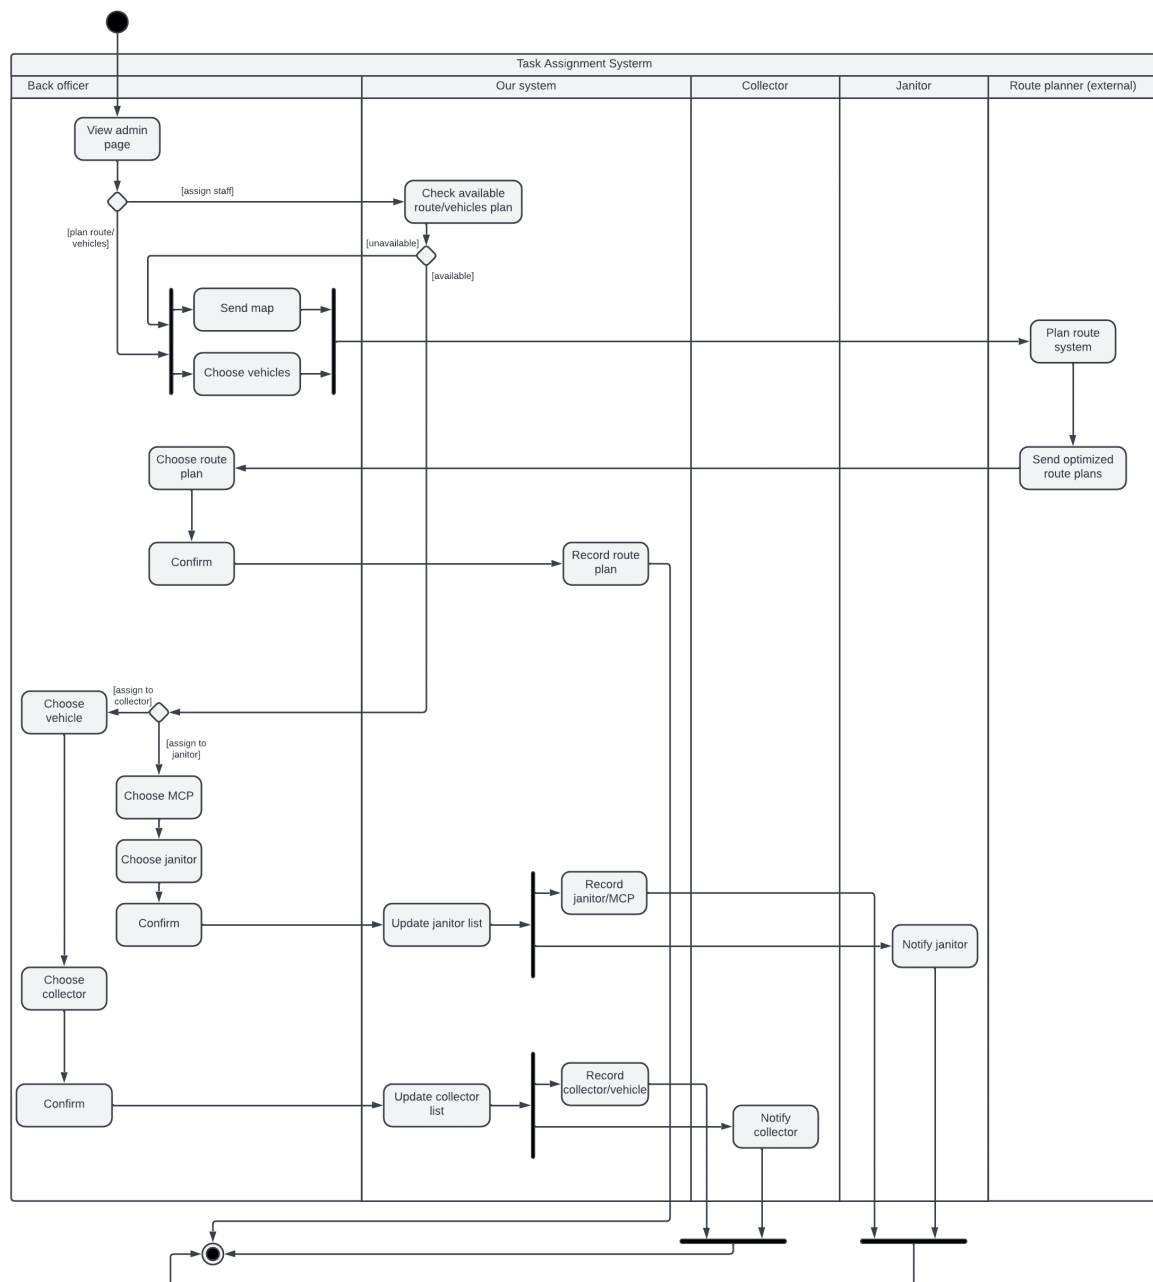 Task Assignment Systerm
Back officer
Our system
Collector
Janitor
Route planner (external)
View admin
page
[assign staff]
Check available
route/vehicles plan
[plan route/
vehicles]
[unavailable]
[available]
Send map
Choose vehicles
Plan route
system
Choose route
plan
Send optimized
route plans
Confirm
Record route
plan
Choose
vehicle
[assign to
collector]
[assign to
janitor]
Choose MCP
Choose janitor
Confirm
Update janitor list
Record
janitor/MCP
Notify janitor
Choose
collector
Confirm
Update collector
list
Record
collector/vehicle
Notify
collector